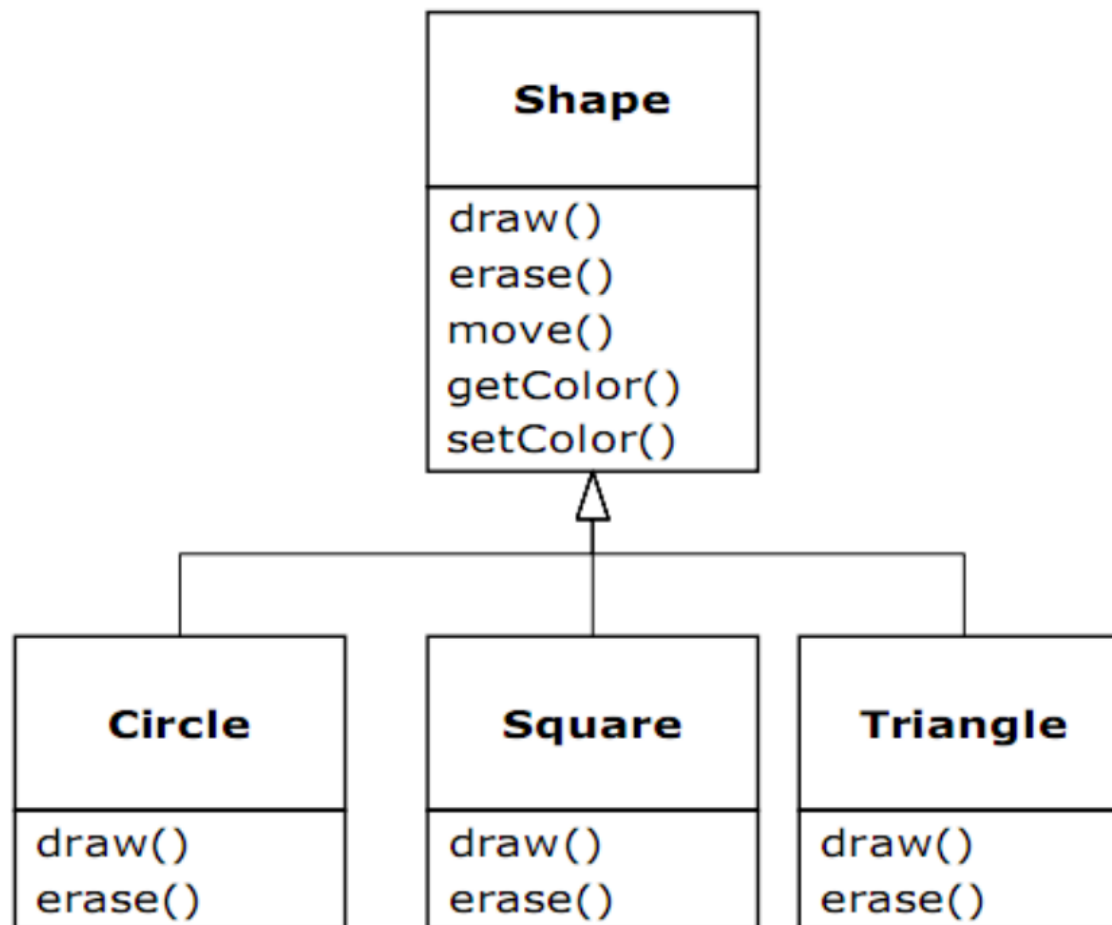 Shape
draw()
erase()
move()
getColor()
setColor()
Circle
draw()
erase()
Square
draw()
erase()
Triangle
draw()
erase()